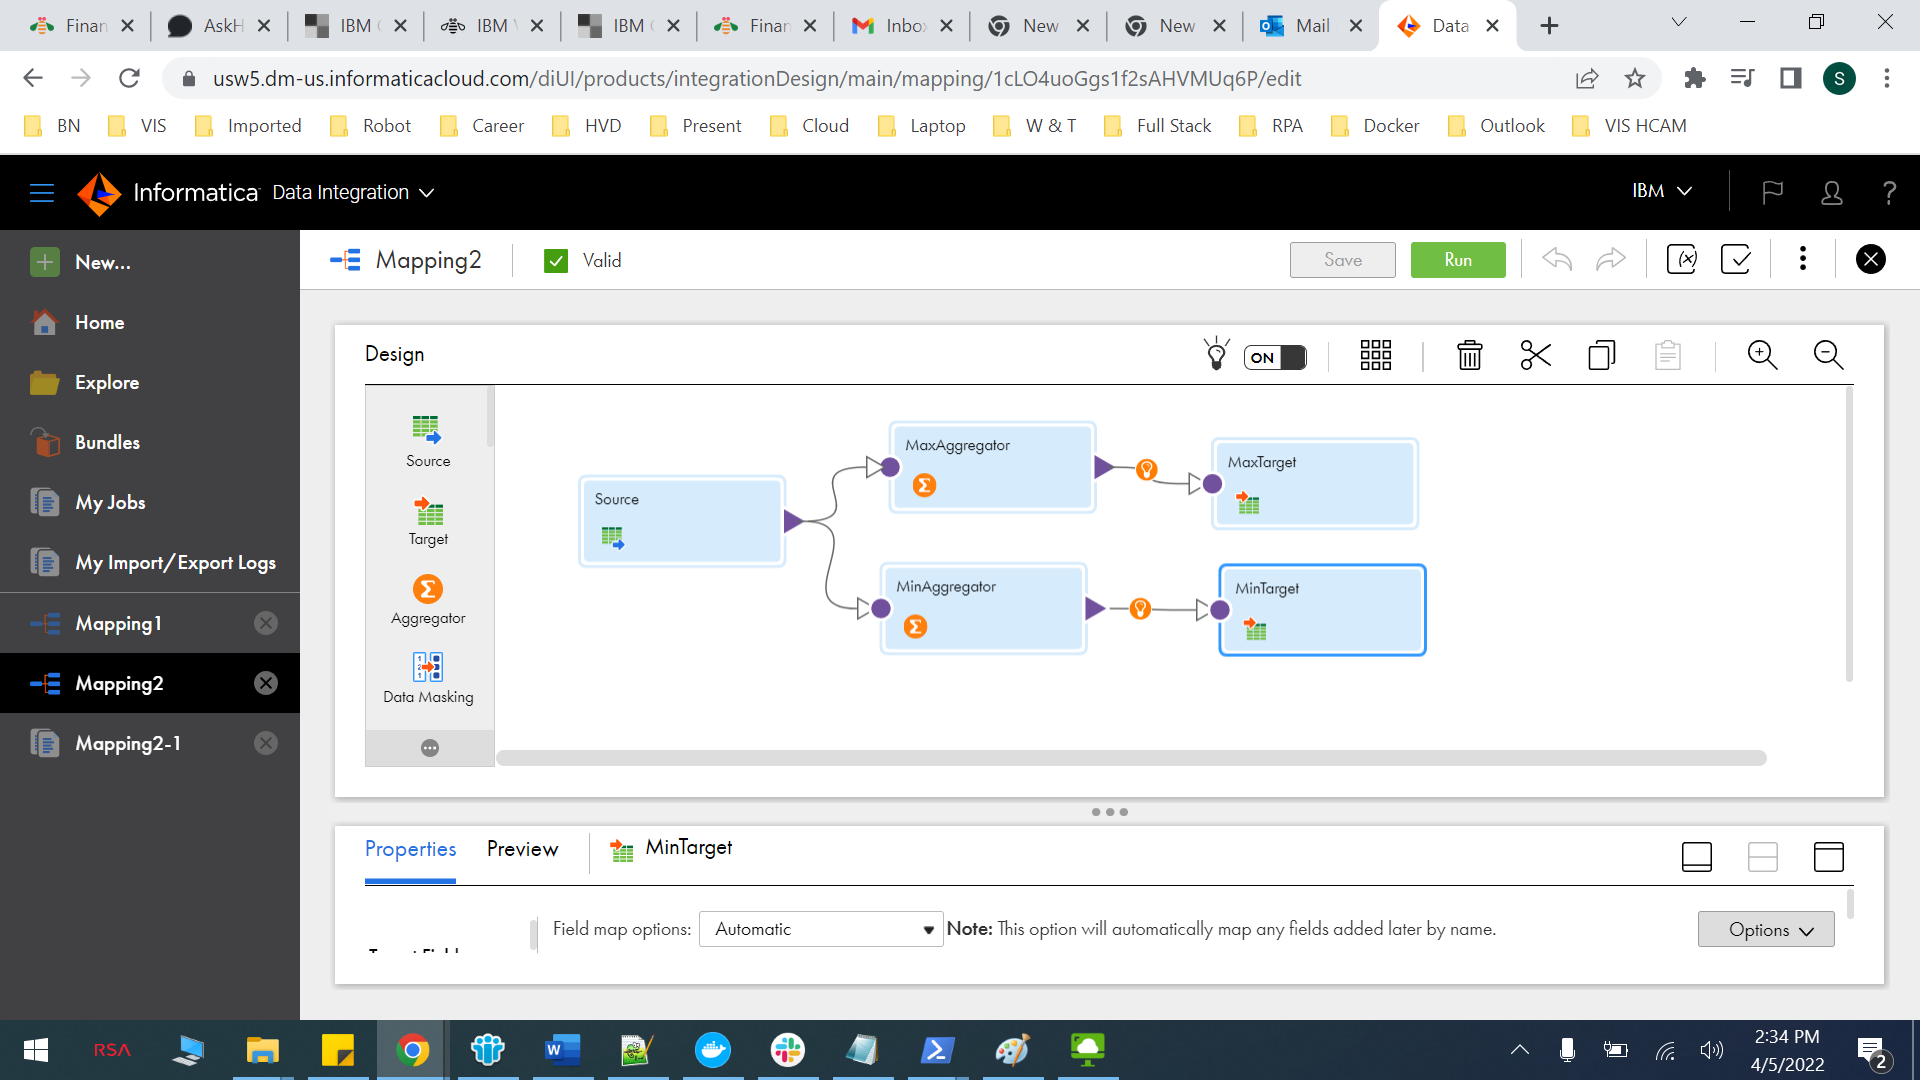 Finan
AskH
IBM
IBM
IBM
Finan
Inbo
New
New
Mail
Data
usw5.dm-us.informaticacloud.com/diUI/products/integrationDesign/main/mapping/1cLO4uoGgs1f2sAHVMUq6P/edit
S
BN
VIS
Imported
Robot
Career
HVD
Present
Cloud
Laptop
W & T
Full Stack
RPA
Docker
Outlook
VIS HCAM
Informatica Data Integration
IBM
?
New...
Home
Explore
Bundles
My Jobs
My Import/Export Logs
Mapping1
Mapping2
Mapping2-1
Mapping2
Valid
Save
Run
(x)
Design
ON
Source
Target
Aggregator
Data Masking
Source
MaxAggregator
MaxTarget
MinAggregator
MinTarget
Properties
Preview
MinTarget
Field map options:
Automatic
Note: This option will automatically map any fields added later by name.
Options
RSA
2:34 PM
4/5/2022
2